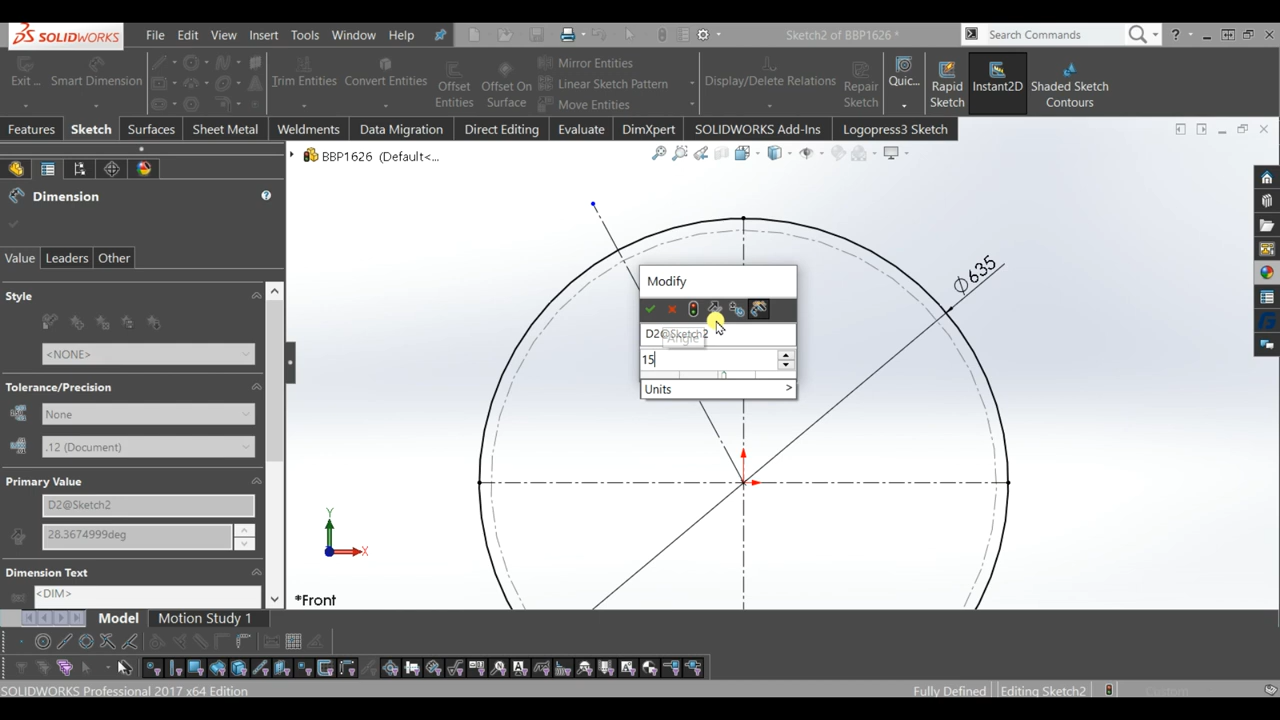 SOLIDWORKS File Edit View Insert Tools Window Help Sketch2 of BBP1626 * Search Commands
Exit ... Smart Dimension Trim Entities Convert Entities Offset Entities Offset On Surface Mirror Entities Linear Sketch Pattern Move Entities Display/Delete Relations Repair Sketch Quic... Rapid Sketch Instant2D Shaded Sketch Contours
Features Sketch Surfaces Sheet Metal Weldments Data Migration Direct Editing Evaluate DimXpert SOLIDWORKS Add-Ins Logopress3 Sketch
BBP1626 (Default<...
Dimension
Value Leaders Other
Style
<NONE>
Tolerance/Precision
None
.12 (Document)
Primary Value
D2@Sketch2
28.3674999deg
Dimension Text
<DIM>
Modify
D2@Sketch2
Angle
15
Units >
Ø635
Y
X
*Front
Model Motion Study 1
SOLIDWORKS Professional 2017 x64 Edition Fully Defined Editing Sketch2 Custom